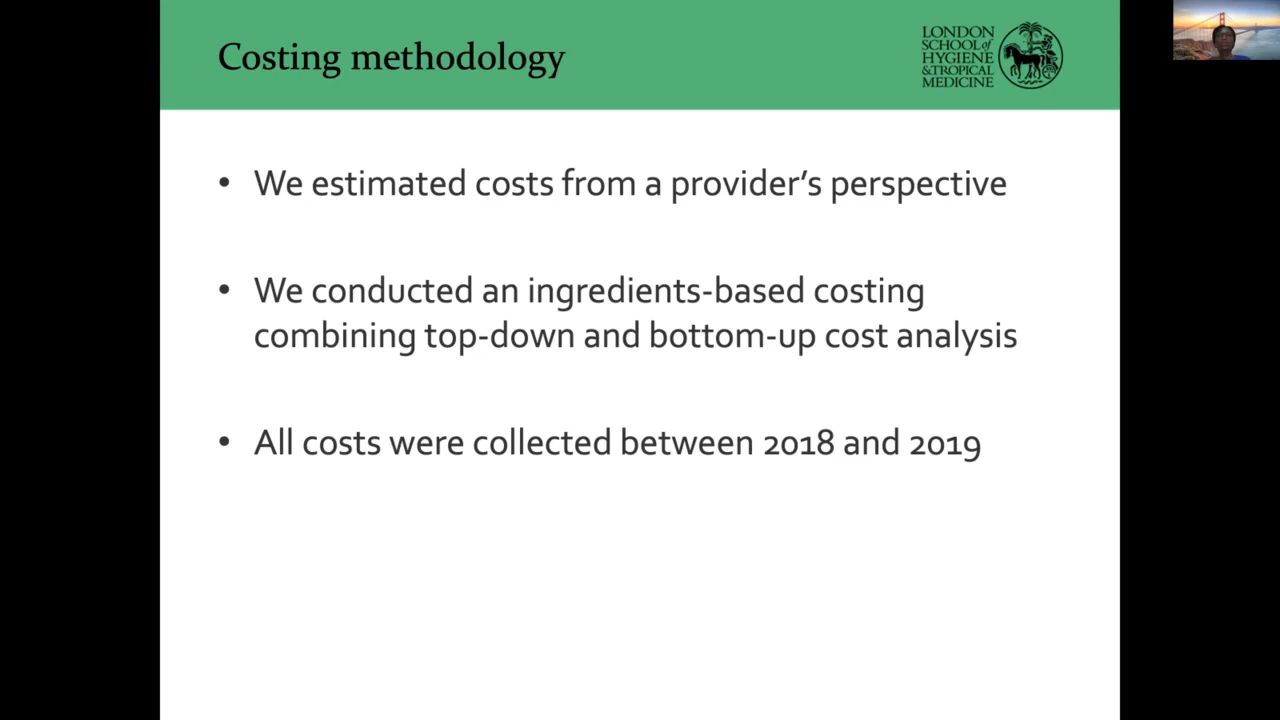 Costing methodology
LONDON
SCHOOL of
HYGIENE
& TROPICAL
MEDICINE
• We estimated costs from a provider's perspective
• We conducted an ingredients-based costing
combining top-down and bottom-up cost analysis
• All costs were collected between 2018 and 2019